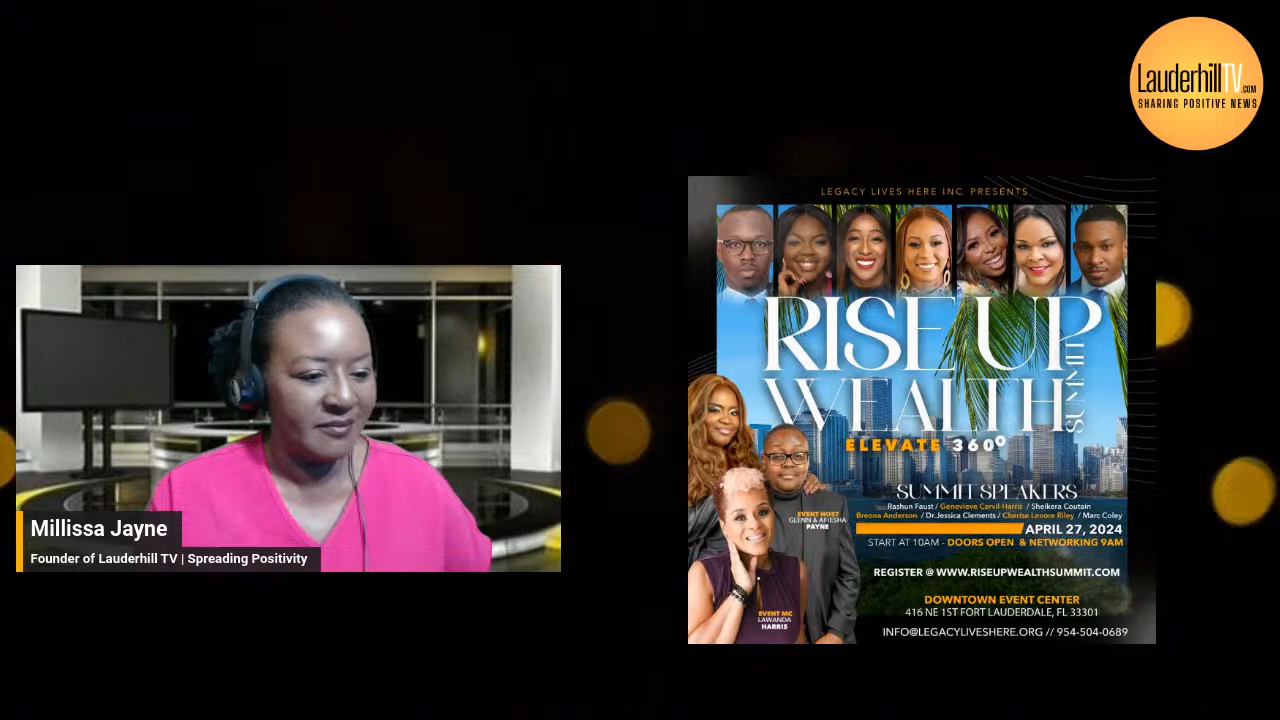 LauderhillTV.COM
SHARING POSITIVE NEWS
LEGACY LIVES HERE INC. PRESENTS
RISE UP
WEALTH
SUMMIT
ELEVATE 360°
SUMMIT SPEAKERS
Rashun Faust / Genevieve Carvil-Harris / Sheikera Coutain
Breona Anderson / Dr.Jessica Clements / Charise Lenore Riley / Marc Coley
APRIL 27, 2024
START AT 10AM - DOORS OPEN & NETWORKING 9AM
EVENT HOST
GLENN & AFIESHA
PAYNE
REGISTER @ WWW.RISEUPWEALTHSUMMIT.COM
DOWNTOWN EVENT CENTER
416 NE 1ST FORT LAUDERDALE, FL 33301
EVENT MC
LAWANDA
HARRIS
INFO@LEGACYLIVESHERE.ORG // 954-504-0689
Millissa Jayne
Founder of Lauderhill TV | Spreading Positivity